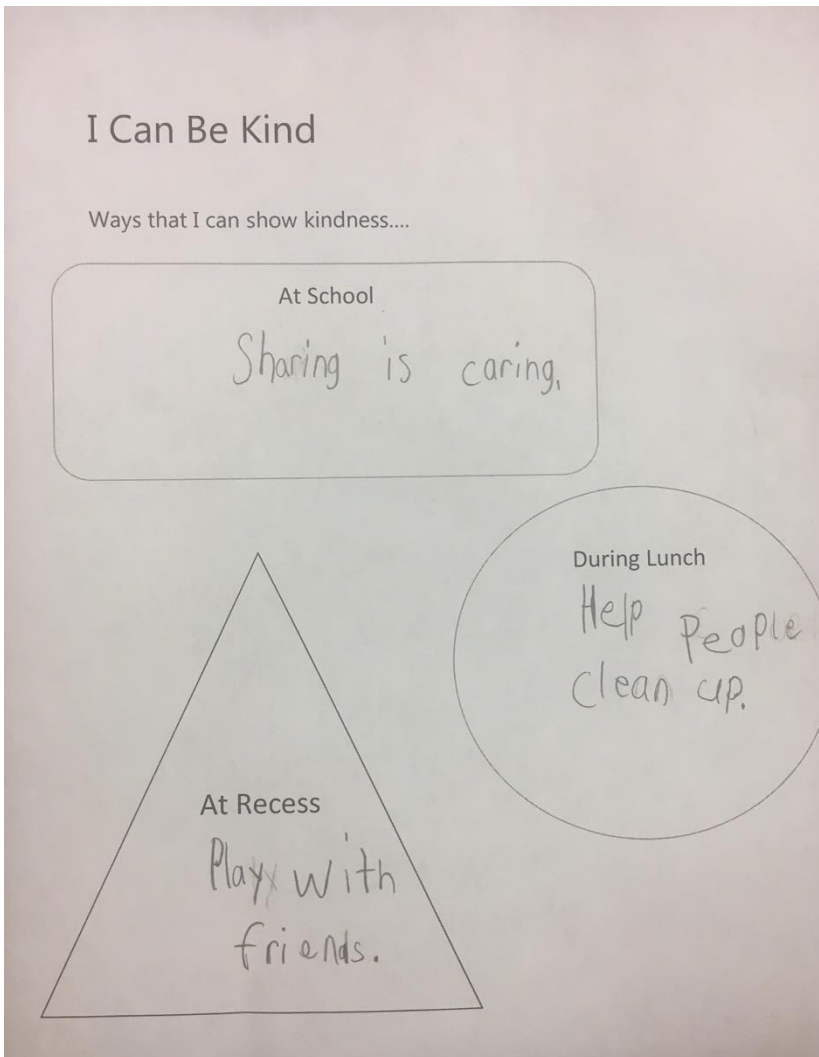 I Can Be Kind
Ways that I can show kindness....
At School
Sharing is caring.
During Lunch
Help People
clean up.
At Recess
Play with
friends.